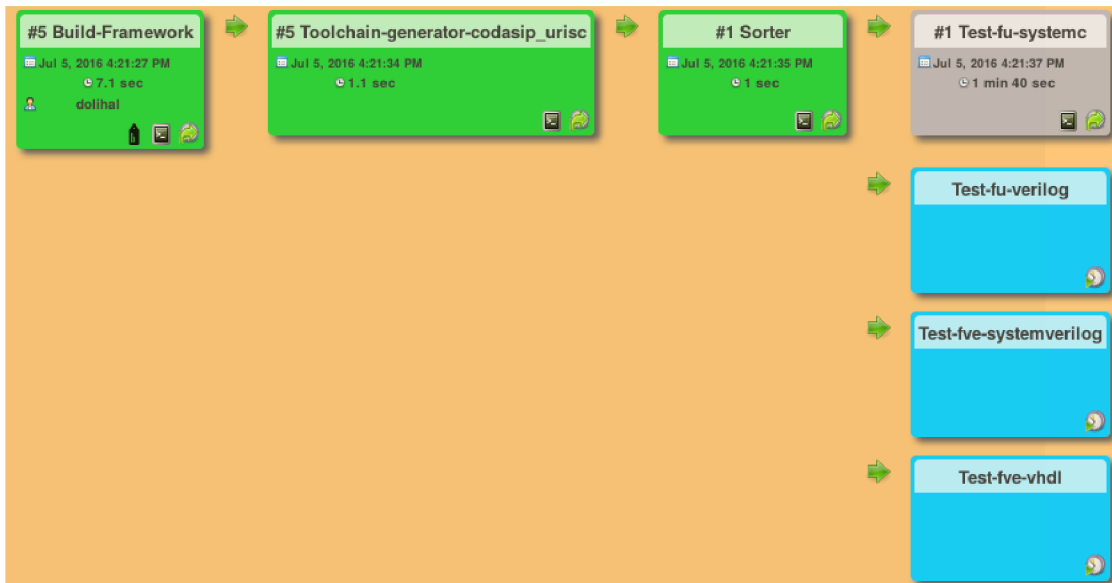 #5 Build-Framework
Jul 5, 2016 4:21:27 PM
7.1 sec
dolihal
#5 Toolchain-generator-codasip_urisc
Jul 5, 2016 4:21:34 PM
1.1 sec
#1 Sorter
Jul 5, 2016 4:21:35 PM
1 sec
#1 Test-fu-systemc
Jul 5, 2016 4:21:37 PM
1 min 40 sec
Test-fu-verilog
Test-fve-systemverilog
Test-fve-vhdl